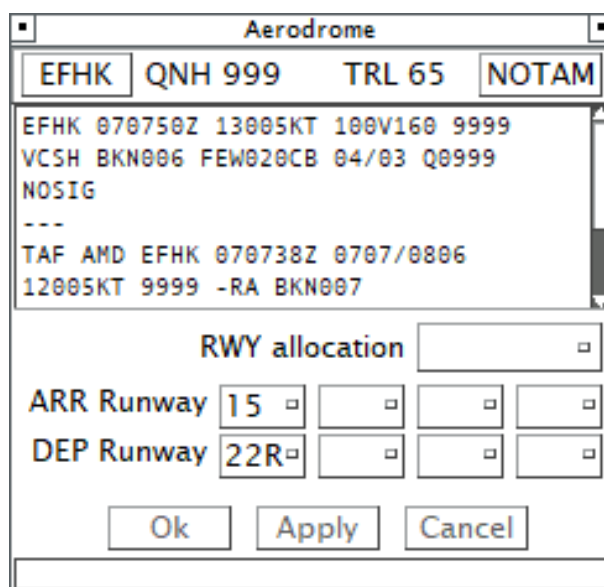 Aerodrome
EFHK QNH 999 TRL 65 NOTAM
EFHK 070750Z 13005KT 100V160 9999
VCSH BKN006 FEW020CB 04/03 Q0999
NOSIG
---
TAF AMD EFHK 070738Z 0707/0806
12005KT 9999 -RA BKN007
RWY allocation
ARR Runway 15
DEP Runway 22R
Ok Apply Cancel